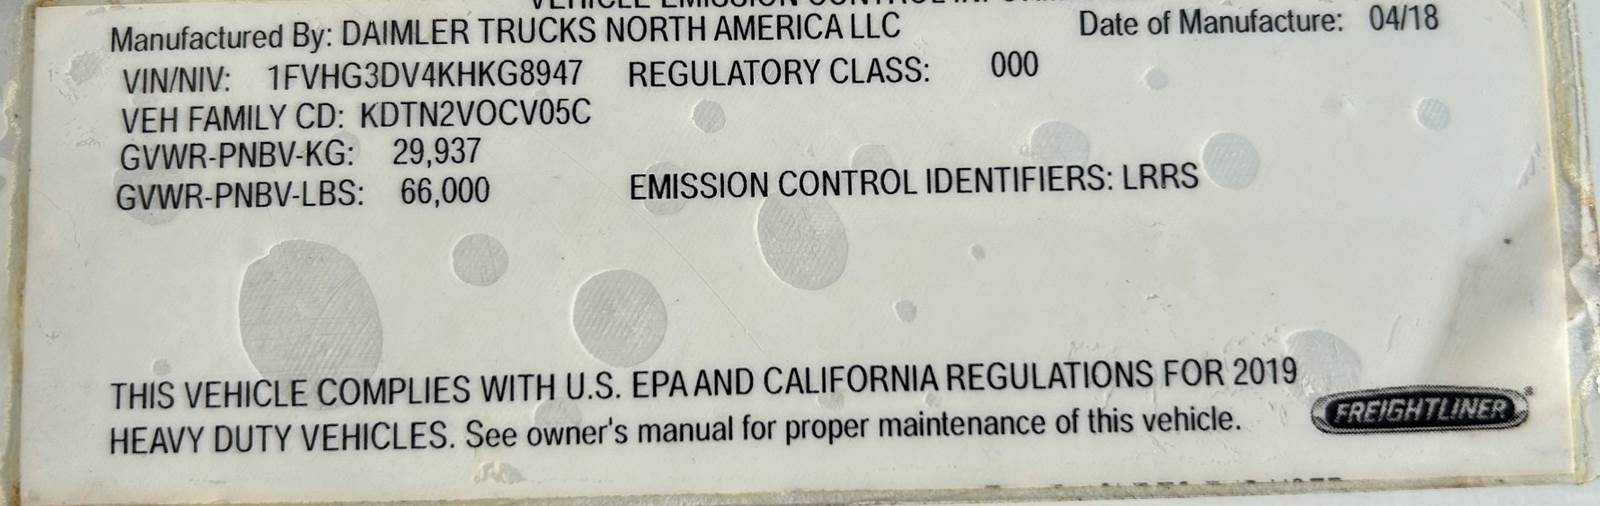 VEHICLE EMISSION CONTROL
Manufactured By: DAIMLER TRUCKS NORTH AMERICA LLC Date of Manufacture: 04/18
VIN/NIV: 1FVHG3DV4KHKG8947 REGULATORY CLASS: 000
VEH FAMILY CD: KDTN2VOCV05C
GVWR-PNBV-KG: 29,937
GVWR-PNBV-LBS: 66,000 EMISSION CONTROL IDENTIFIERS: LRRS
THIS VEHICLE COMPLIES WITH U.S. EPA AND CALIFORNIA REGULATIONS FOR 2019
HEAVY DUTY VEHICLES. See owner's manual for proper maintenance of this vehicle.
FREIGHTLINER